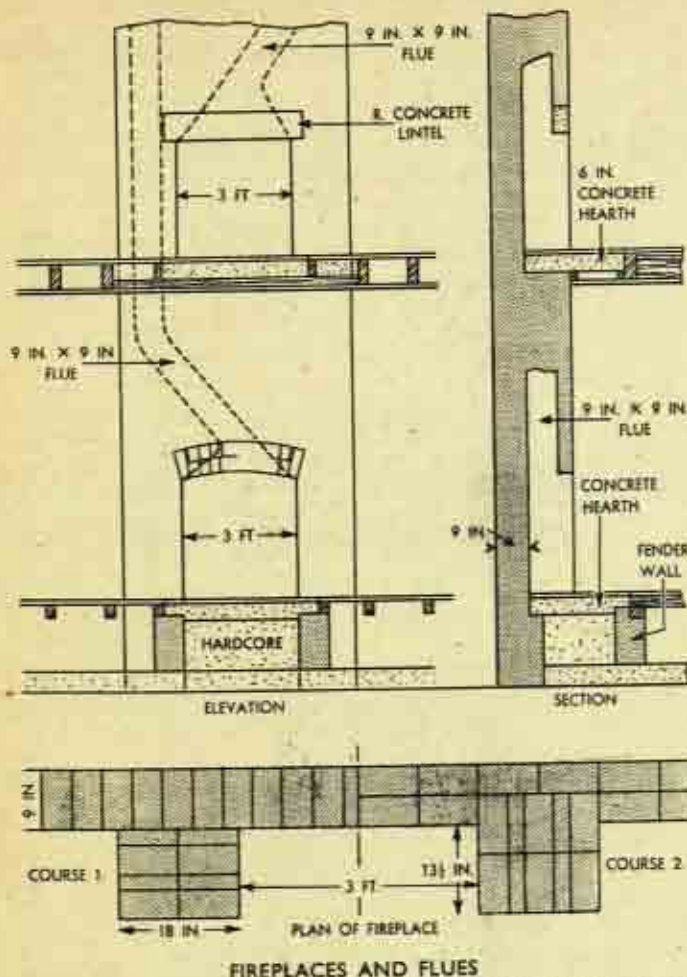 9 IN. × 9 IN.
FLUE
R. CONCRETE
LINTEL
3 FT
6 IN.
CONCRETE
HEARTH
9 IN. × 9 IN
FLUE
9 IN. × 9 IN.
FLUE
3 FT
9 IN.
CONCRETE
HEARTH
FENDER
WALL
HARDCORE
ELEVATION
SECTION
9 IN
COURSE 1
3 FT
13½ IN.
COURSE 2
18 IN
PLAN OF FIREPLACE
FIREPLACES AND FLUES